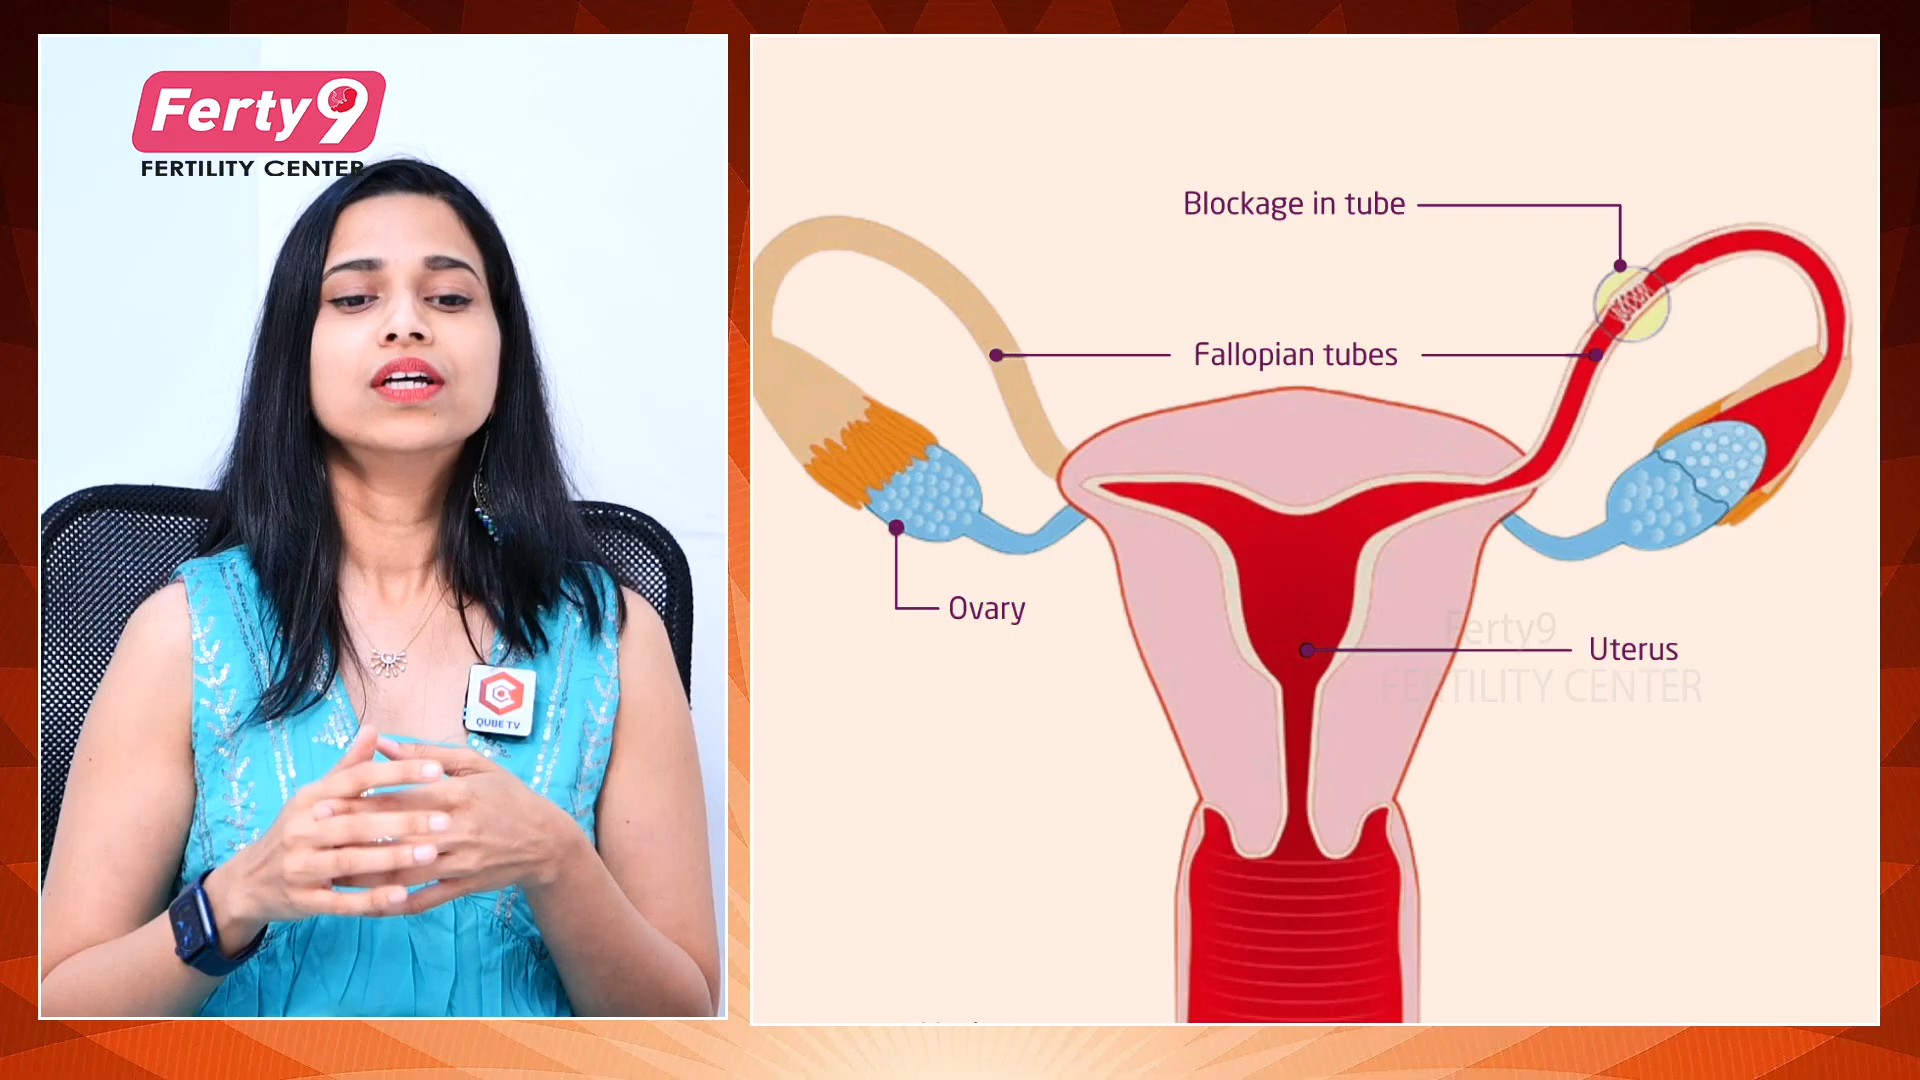 Ferty9
FERTILITY CENTER
QUBE TV
Blockage in tube
Fallopian tubes
Ovary
Uterus
Ferty9
FERTILITY CENTER